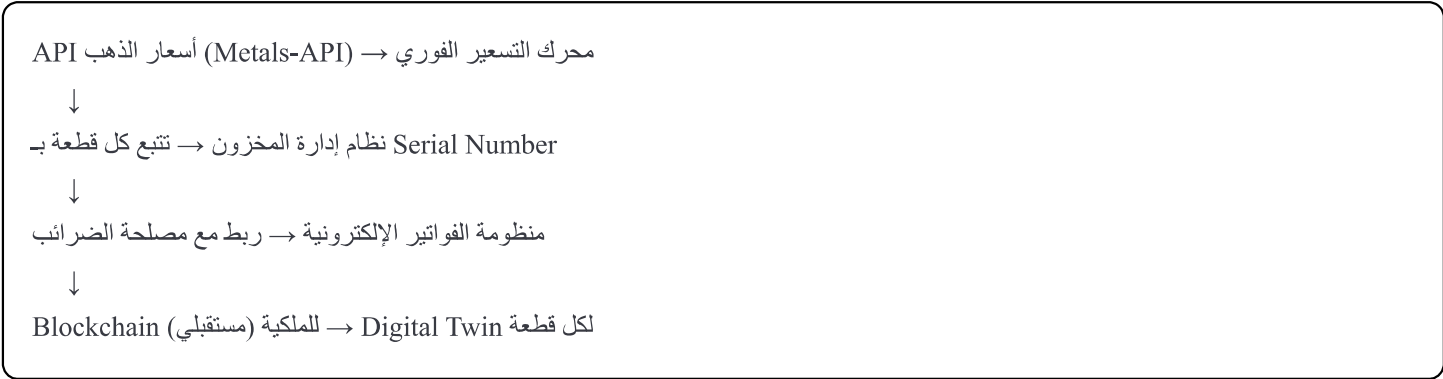 API أسعار الذهب (Metals-API) → محرك التسعير الفوري
↓
نظام إدارة المخزون → تتبع كل قطعة بـ Serial Number
↓
منظومة الفواتير الإلكترونية → ربط مع مصلحة الضرائب
↓
Blockchain للملكية (مستقبلي) → Digital Twin لكل قطعة